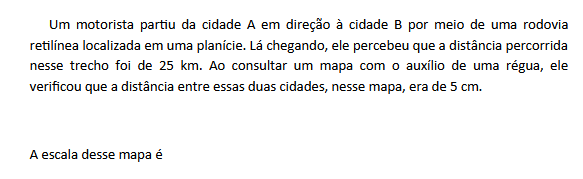 Um motorista partiu da cidade A em direção à cidade B por meio de uma rodovia
retilínea localizada em uma planície. Lá chegando, ele percebeu que a distância percorrida
nesse trecho foi de 25 km. Ao consultar um mapa com o auxílio de uma régua, ele
verificou que a distância entre essas duas cidades, nesse mapa, era de 5 cm.
A escala desse mapa é